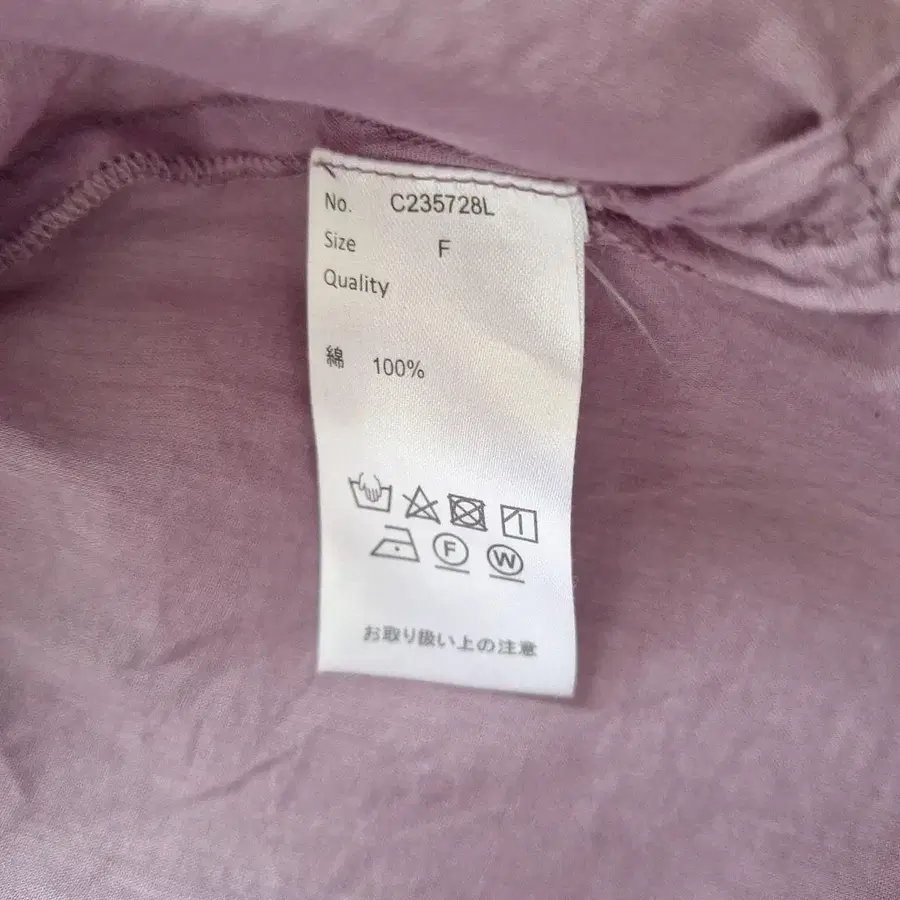 No. C235728L
Size F
Quality
綿 100%
F W
お取り扱い上の注意